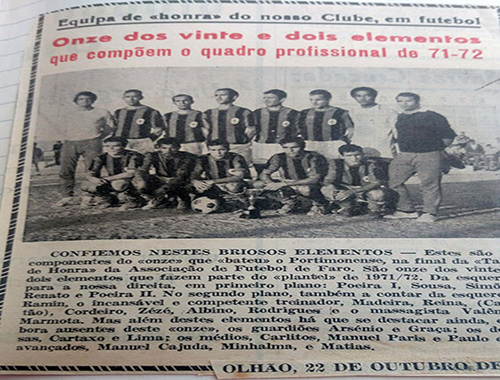 Equipa de «honra» do nosso Clube, em futebol
Onze dos vinte e dois elementos
que compõem o quadro profissional de 71-72
CONFIEMOS NESTES BRIOSOS ELEMENTOS — Estes são
componentes do «onze» que «bateu» o Portimonense, na final da «Ta
de Honra» da Associação de Futebol de Faro. São onze dos vint
dois elementos que fazem parte do «plantel» de 1971/72. Da esque
para a nossa direita, em primeiro plano: Poeira I, Sousa, Simõ
Renato e Poeira II. No segundo plano, também a contar da esque
Ramin, o incansável e competente treinador, Madeira, Reina, (C
tão), Cordeiro, Zézé, Albino, Rodrigues e o massagista Valên
Marmota. Mas além destes elementos há que se destacar ainda, e
bora ausentes deste «onze», os guardiões Arsénio e Graça; os
sas, Cartaxo e Lima; os médios, Carlitos, Manuel Paris e Paulo
avançados, Manuel Cajuda, Minhalma, e Matias.
OLHÃO, 22 DE OUTUBRO DE